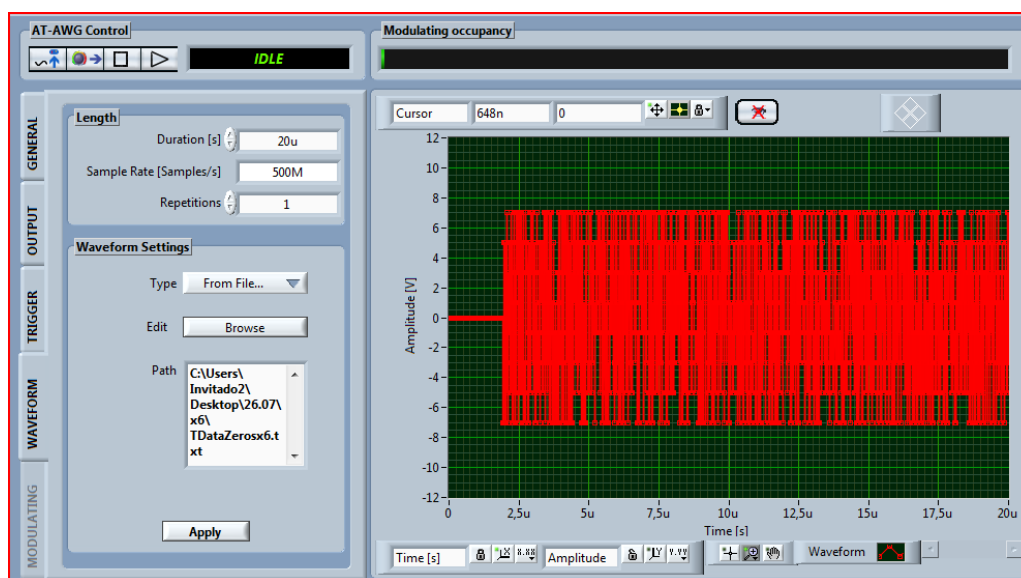 AT-AWG Control
IDLE
Modulating occupancy
GENERAL
OUTPUT
TRIGGER
WAVEFORM
MODULATING
Length
Duration [s]
20u
Sample Rate [Samples/s]
500M
Repetitions
1
Waveform Settings
Type
From File...
Edit
Browse
Path
C:\Users\
Invitado2\
Desktop\26.07\
x6\
TDataZerosx6.t
xt
Apply
Cursor
648n
0
Amplitude [V]
12
10
8
6
4
2
0
-2
-4
-6
-8
-10
-12
0
2,5u
5u
7,5u
10u
12,5u
15u
17,5u
20u
Time [s]
Time [s]
X.XX
Amplitude
Y.YY
Waveform